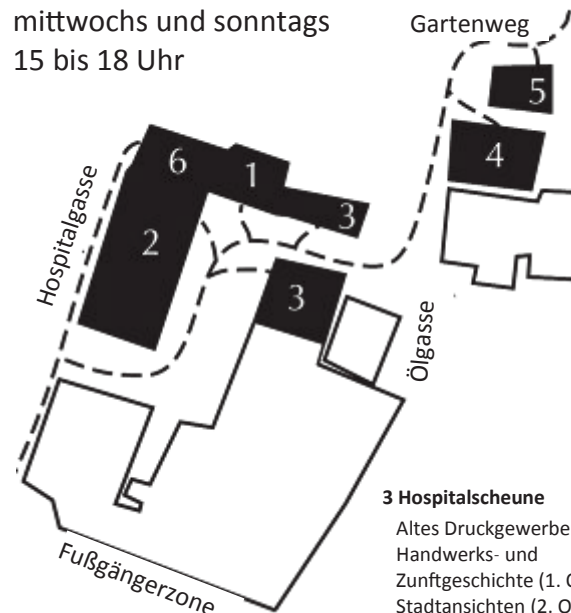 mittwochs und sonntags
15 bis 18 Uhr
Gartenweg
5
4
6
1
3
2
3
Hospitalgasse
Ölgasse
Fußgängerzone
3 Hospitalscheune
Altes Druckgewerbe
Handwerks- und
Zunftgeschichte (1.
Stadtansichten (2.